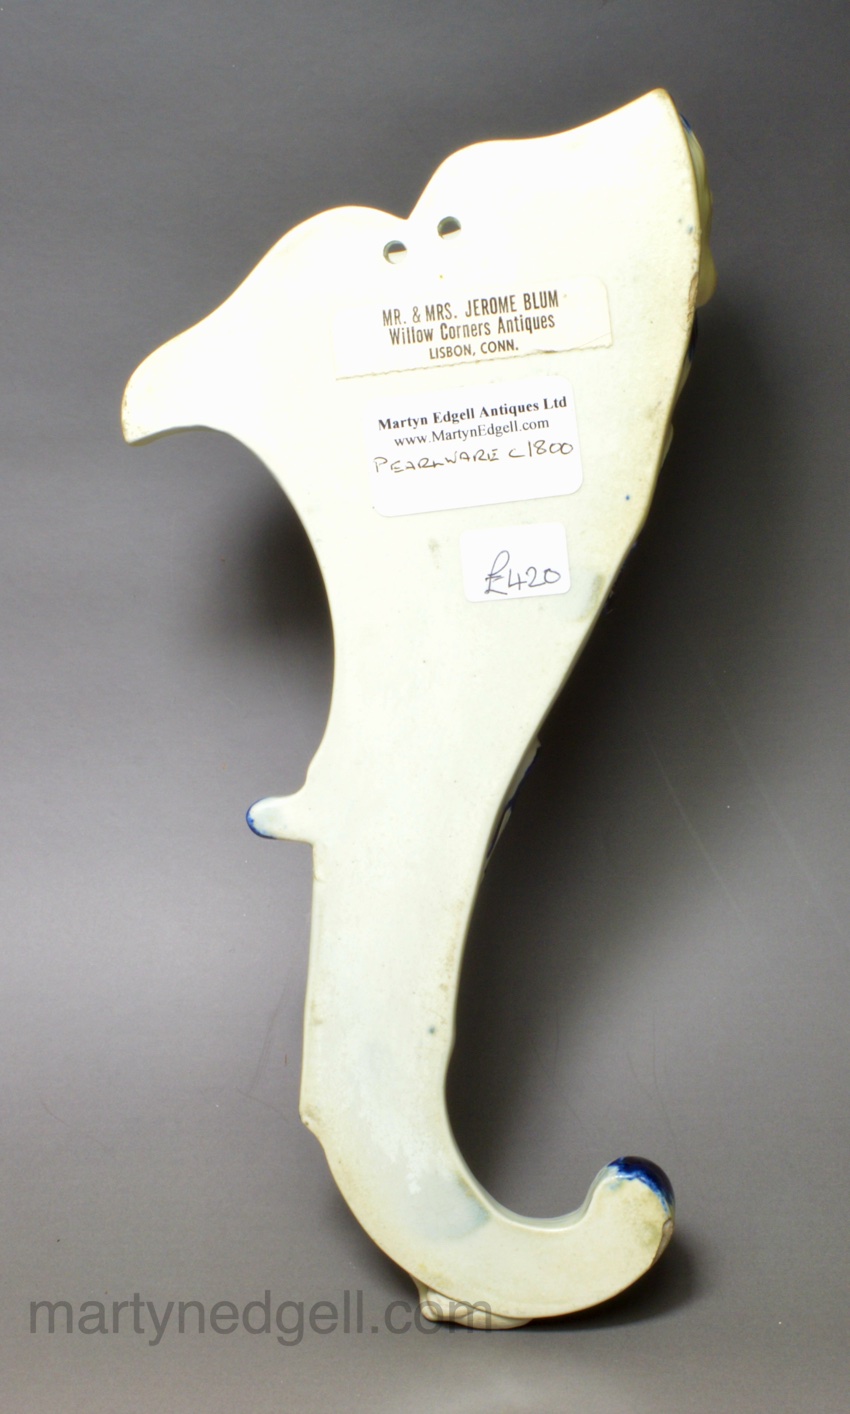 MR. & MRS. JEROME BLUM
Willow Corners Antiques
LISBON, CONN.
Martyn Edgell Antiques Ltd
www.MartynEdgell.com
PEARLWARE C1800
£420
martynedgell.com